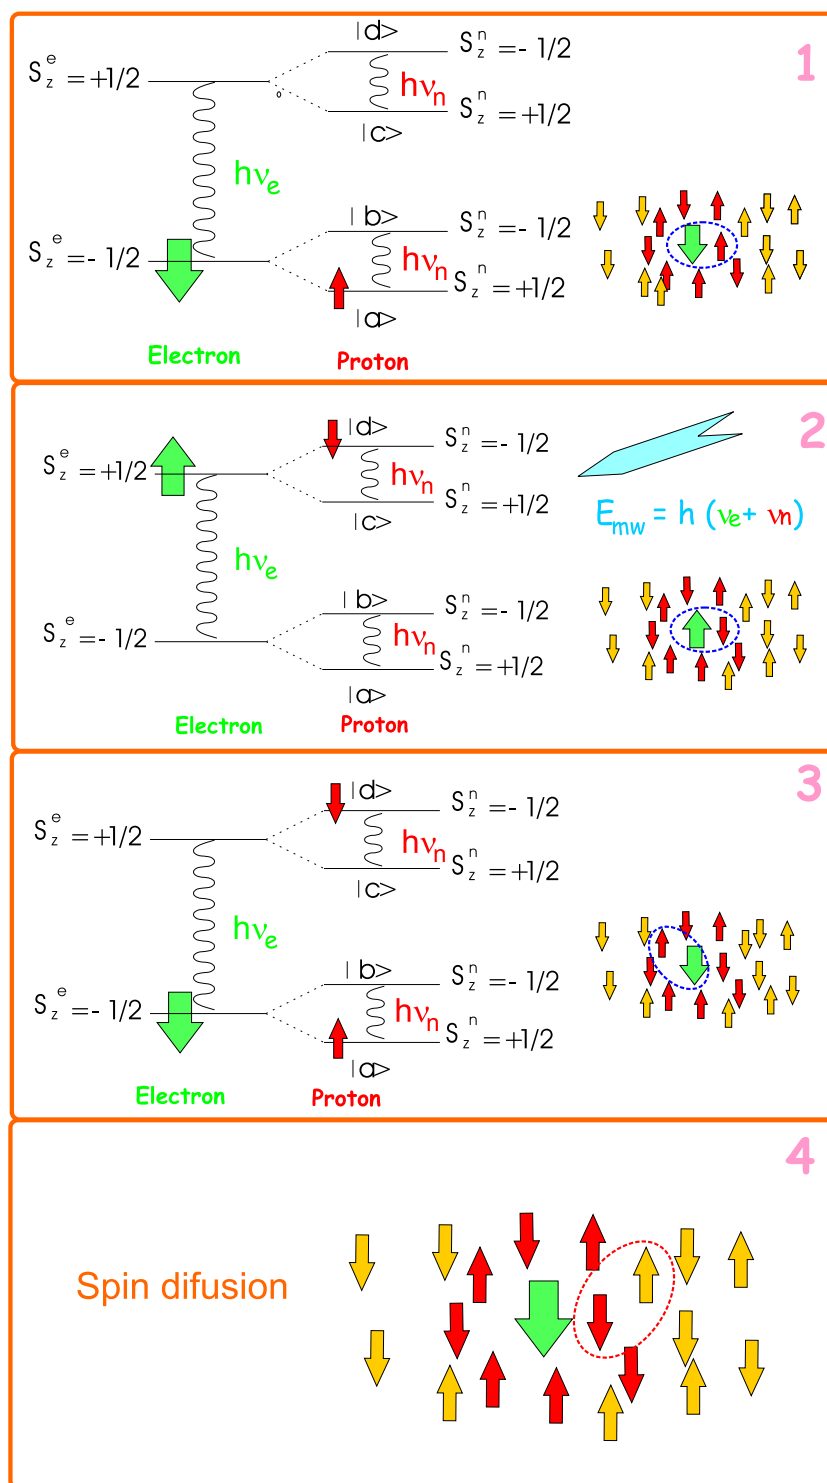 1
|d>
S_z^e = +1/2
S_z^n = - 1/2
hν_n
S_z^n = +1/2
|c>
hν_e
|b>
S_z^e = - 1/2
S_z^n = - 1/2
hν_n
S_z^n = +1/2
|a>
Electron
Proton
2
|d>
S_z^e = +1/2
S_z^n = - 1/2
hν_n
S_z^n = +1/2
|c>
E_mw = h (ν_e + ν_n)
hν_e
|b>
S_z^e = - 1/2
S_z^n = - 1/2
hν_n
S_z^n = +1/2
|a>
Electron
Proton
3
|d>
S_z^e = +1/2
S_z^n = - 1/2
hν_n
S_z^n = +1/2
|c>
hν_e
|b>
S_z^e = - 1/2
S_z^n = - 1/2
hν_n
S_z^n = +1/2
|a>
Electron
Proton
4
Spin difusion